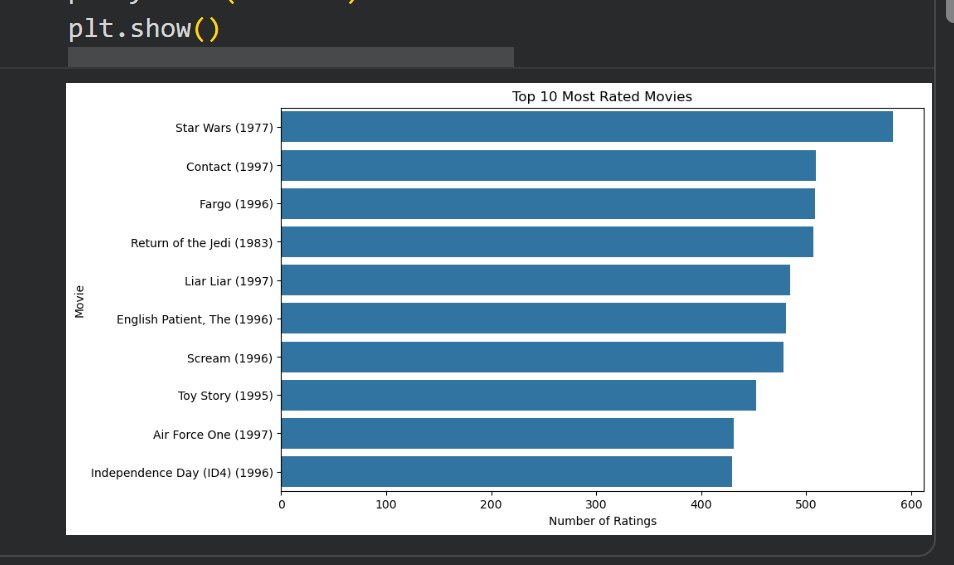 plt.show()
Top 10 Most Rated Movies
Star Wars (1977)
Contact (1997)
Fargo (1996)
Return of the Jedi (1983)
Liar Liar (1997)
English Patient, The (1996)
Scream (1996)
Toy Story (1995)
Air Force One (1997)
Independence Day (ID4) (1996)
Movie
0 100 200 300 400 500 600
Number of Ratings